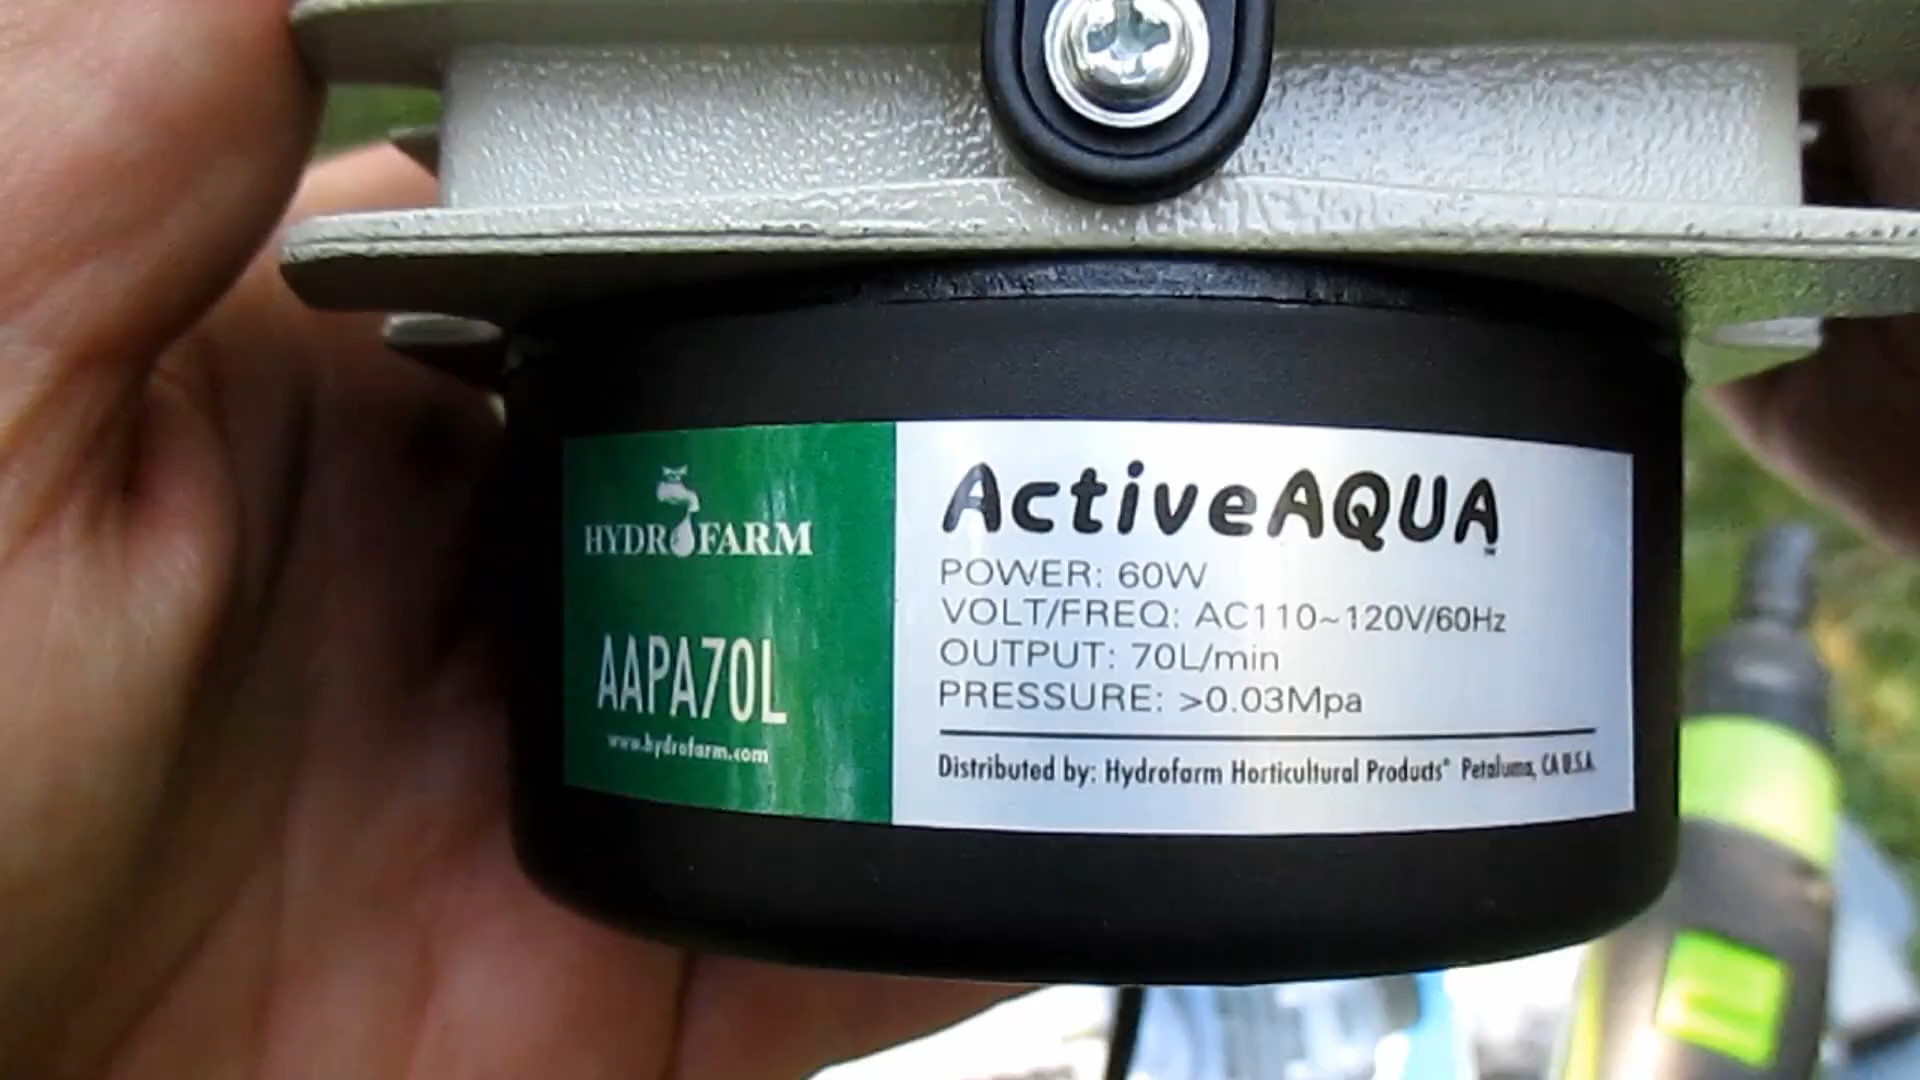 HYDROFARM
AAPA70L
www.hydrofarm.com
ActiveAQUA™
POWER: 60W
VOLT/FREQ: AC110~120V/60Hz
OUTPUT: 70L/min
PRESSURE: >0.03Mpa
Distributed by: Hydrofarm Horticultural Products® Petaluma, CA U.S.A.